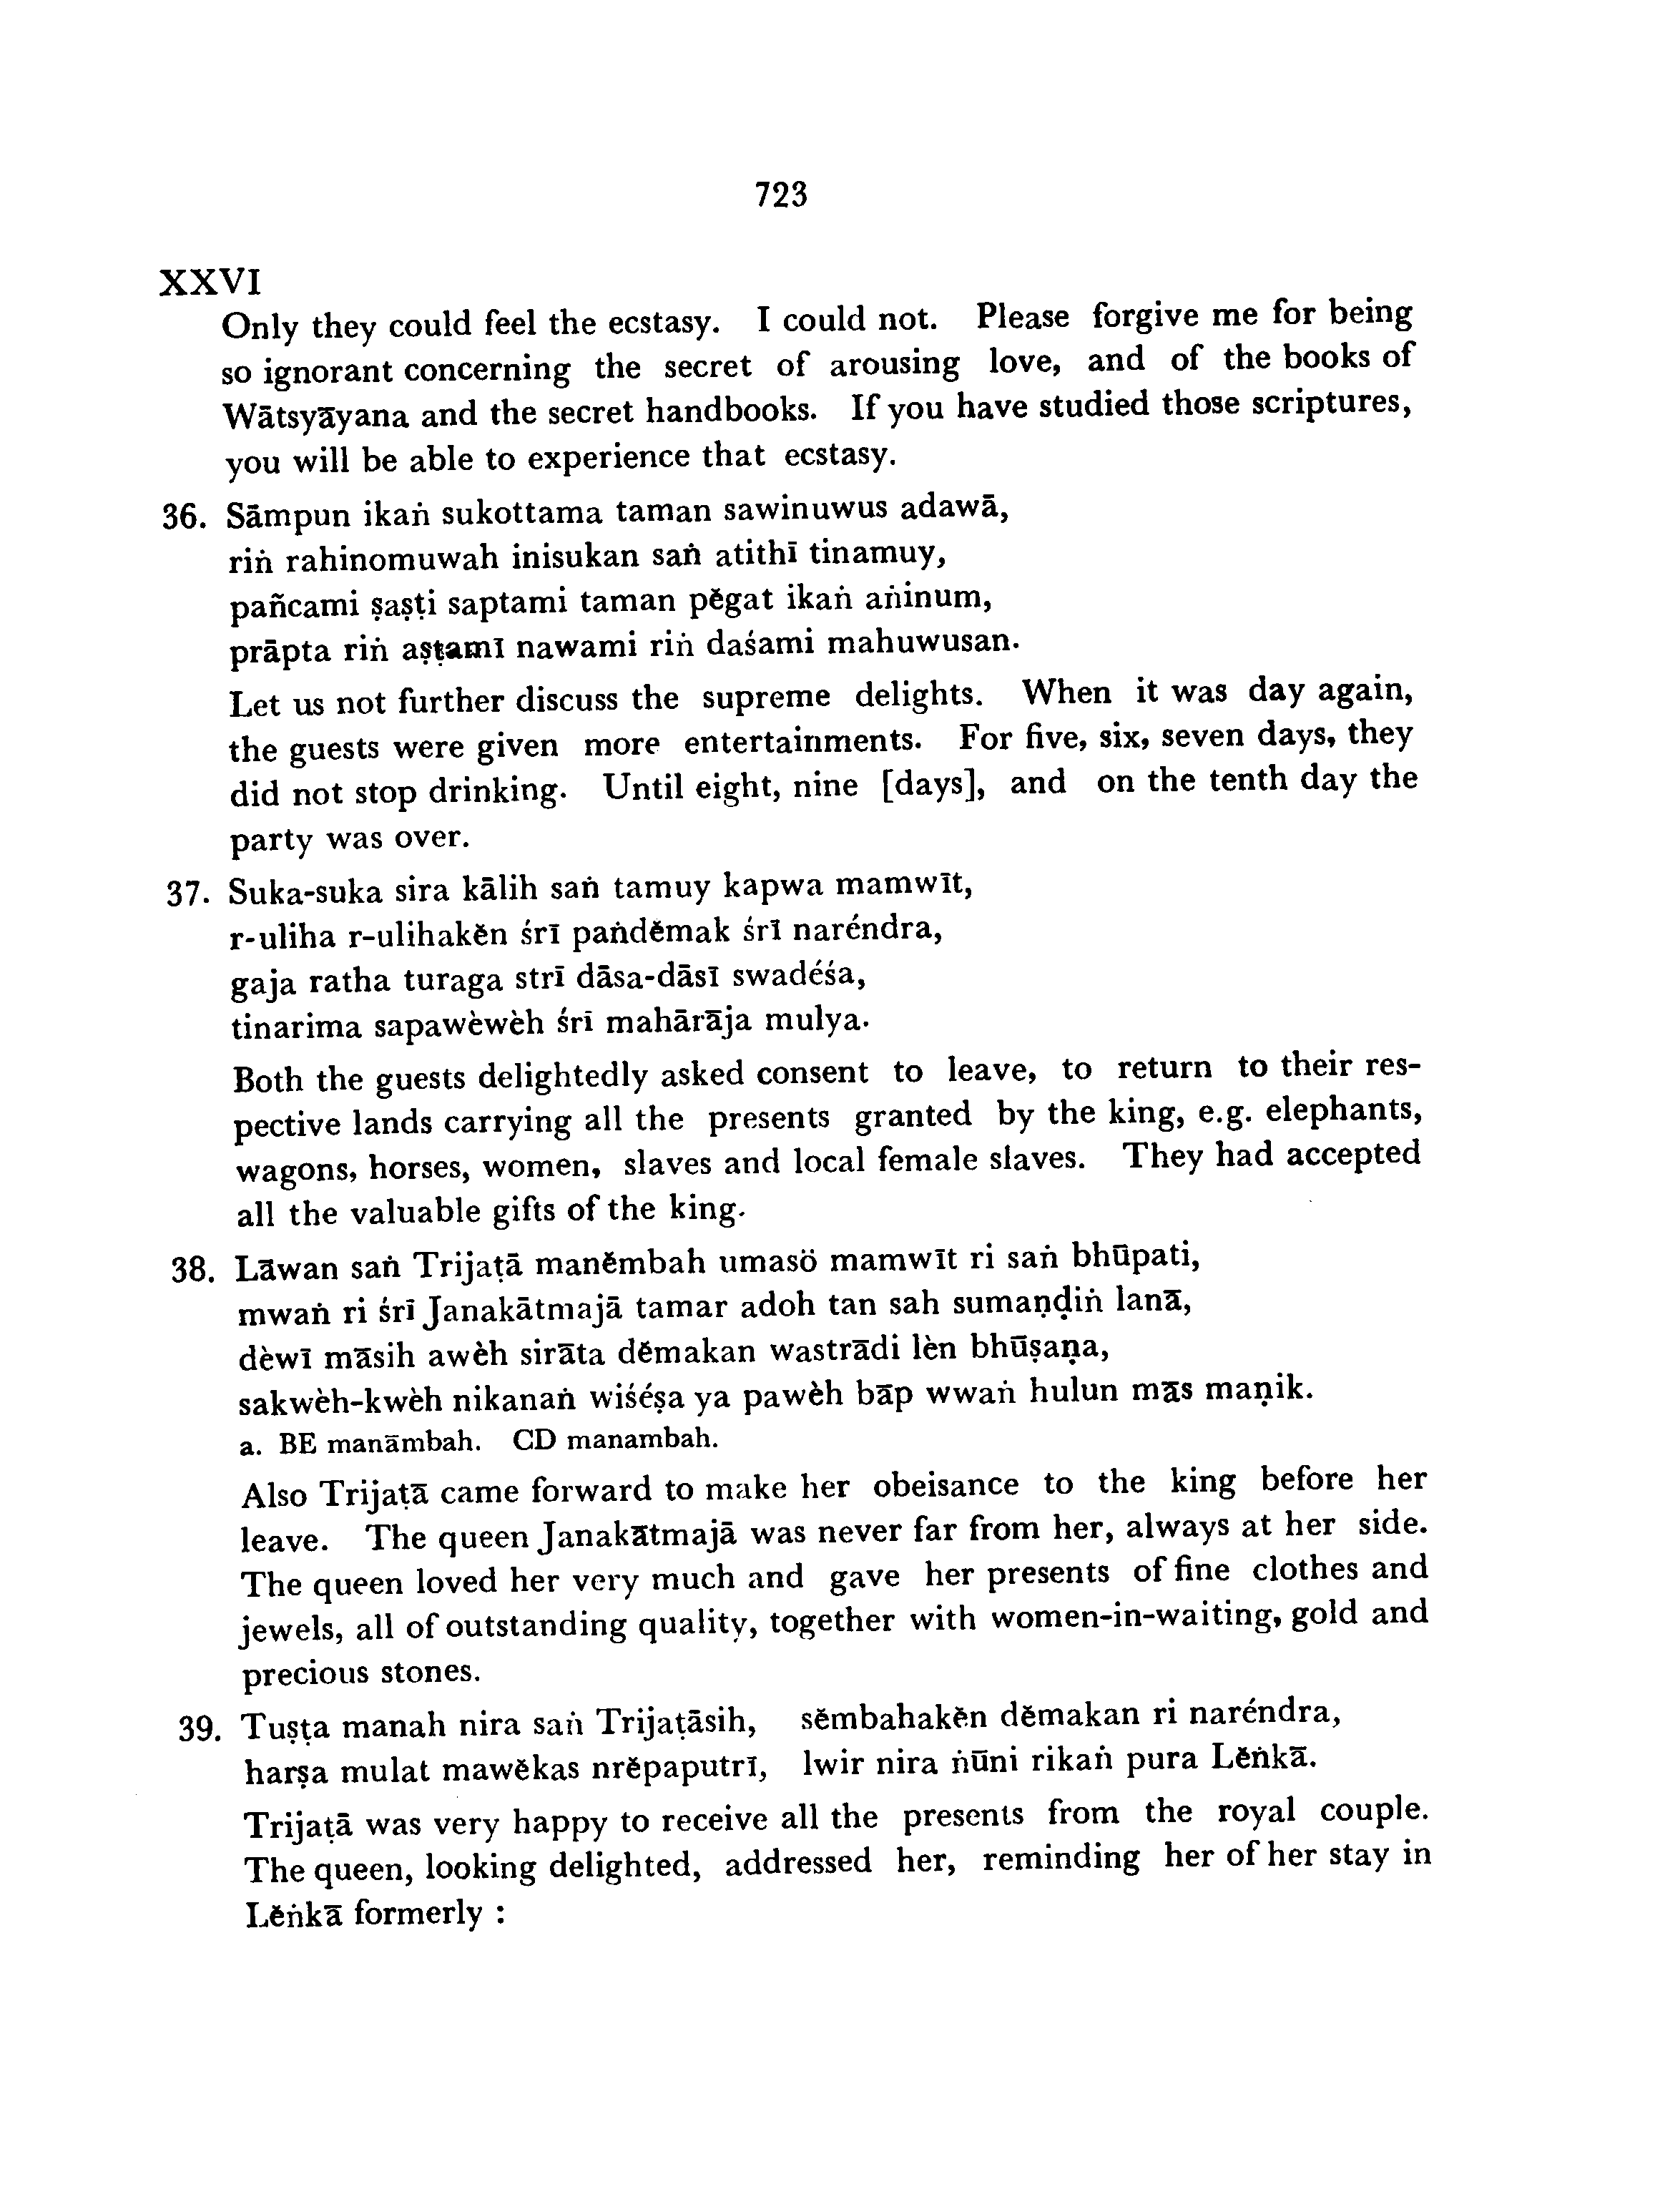 723
XXVI
Only they could feel the ecstasy. I could not. Please forgive me for being
so ignorant concerning the secret of arousing love, and of the books of
Wātsyāyana and the secret handbooks. If you have studied those scriptures,
you will be able to experience that ecstasy.
36. Sāmpun ikaṅ sukottama taman sawinuwus adawā,
riṅ rahinomuwah inisukan saṅ atithī tinamuy,
pañcami ṣaṣṭi saptami taman pĕgat ikaṅ aṅinum,
prāpta riṅ aṣṭamī nawami riṅ daśami mahuwusan.
Let us not further discuss the supreme delights. When it was day again,
the guests were given more entertainments. For five, six, seven days, they
did not stop drinking. Until eight, nine [days], and on the tenth day the
party was over.
37. Suka-suka sira kālih saṅ tamuy kapwa mamwīt,
r-uliha r-ulihakĕn śrī paṅdĕmak śrī naréndra,
gaja ratha turaga strī dāsa-dāsī swadéśa,
tinarima sapawèwèh śrī mahārāja mulya.
Both the guests delightedly asked consent to leave, to return to their res-
pective lands carrying all the presents granted by the king, e.g. elephants,
wagons, horses, women, slaves and local female slaves. They had accepted
all the valuable gifts of the king.
38. Lāwan saṅ Trijaṭā manĕmbah umasö mamwīt ri saṅ bhūpati,
mwaṅ ri śrī Janakātmajā tamar adoh tan sah sumaṇḍiṅ lanā,
dèwī māsih awèh sirāta dĕmakan wastrādi lèn bhūṣaṇa,
sakwèh-kwèh nikanaṅ wiśéṣa ya pawèh bāp wwaṅ hulun mās maṇik.
a. BE manāmbah. CD manambah.
Also Trijaṭā came forward to make her obeisance to the king before her
leave. The queen Janakātmajā was never far from her, always at her side.
The queen loved her very much and gave her presents of fine clothes and
jewels, all of outstanding quality, together with women-in-waiting, gold and
precious stones.
39. Tuṣṭa manah nira saṅ Trijaṭāsih, sĕmbahakĕn dĕmakan ri naréndra,
harṣa mulat mawĕkas nrĕpaputrī, lwir nira ṅūni rikaṅ pura Lĕṅkā.
Trijaṭā was very happy to receive all the presents from the royal couple.
The queen, looking delighted, addressed her, reminding her of her stay in
Lĕṅkā formerly :